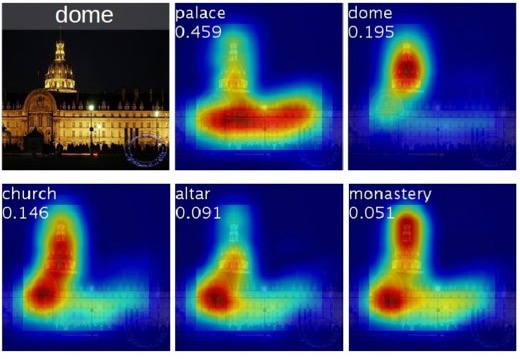 dome
palace
0.459
dome
0.195
church
0.146
altar
0.091
monastery
0.051